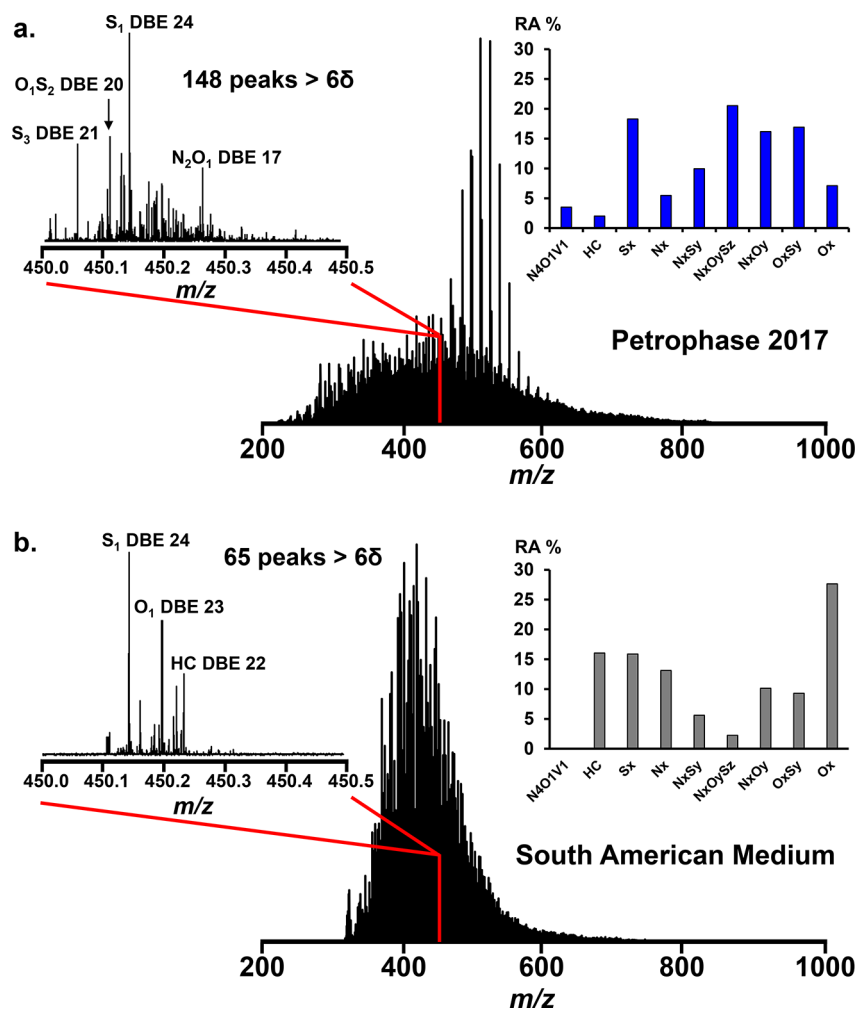 a.
S₁ DBE 24
148 peaks > 6δ
O₁S₂ DBE 20
S₃ DBE 21
N₂O₁ DBE 17
450.0 450.1 450.2 450.3 450.4 450.5
m/z
RA %
30
25
20
15
10
5
0
N4O1V1 HC Sx Nx NxSy NxOySz NxOy OxSy Ox
Petrophase 2017
200 400 600 800 1000
m/z
b.
S₁ DBE 24
65 peaks > 6δ
O₁ DBE 23
HC DBE 22
450.0 450.1 450.2 450.3 450.4 450.5
m/z
RA %
30
25
20
15
10
5
0
N4O1V1 HC Sx Nx NxSy NxOySz NxOy OxSy Ox
South American Medium
200 400 600 800 1000
m/z